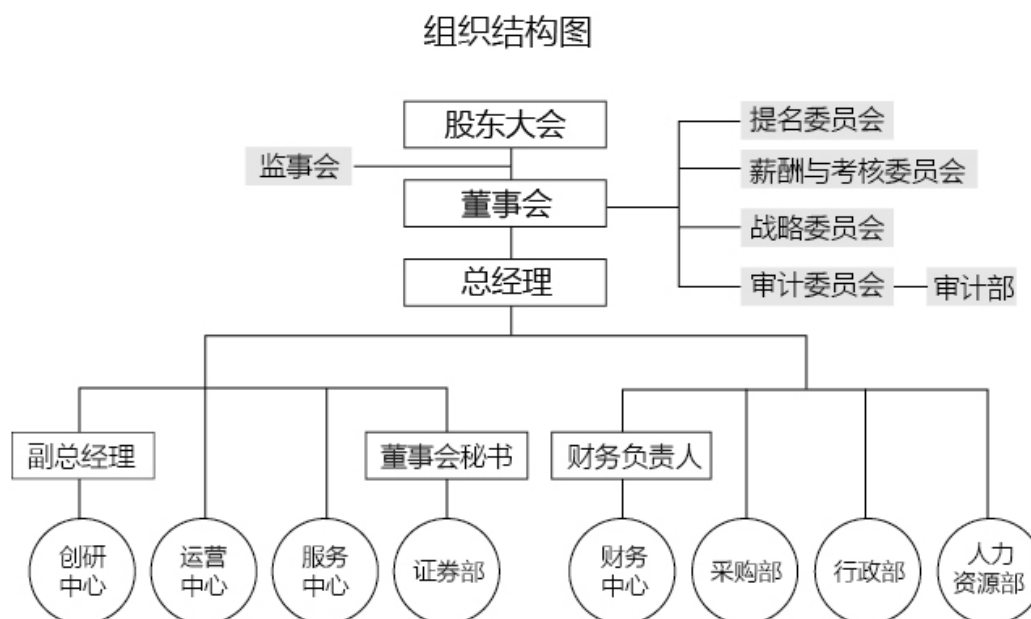 组织结构图
股东大会
监事会
董事会
总经理
提名委员会
薪酬与考核委员会
战略委员会
审计委员会
审计部
副总经理
董事会秘书
财务负责人
创研
中心
运营
中心
服务
中心
证券部
财务
中心
采购部
行政部
人力
资源部